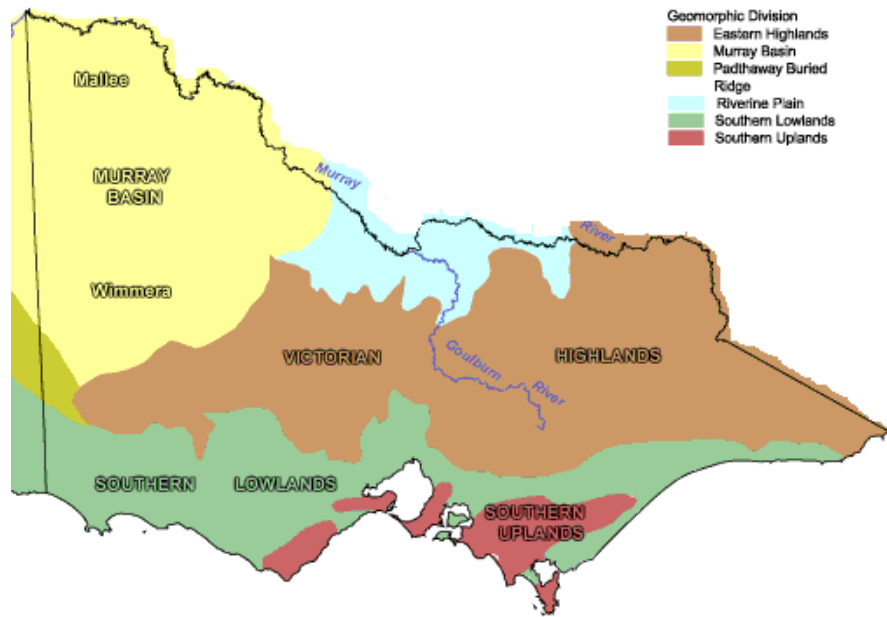 Geomorphic Division
Eastern Highlands
Murray Basin
Padthaway Buried
Ridge
Riverine Plain
Southern Lowlands
Southern Uplands
Mallee
MURRAY
BASIN
Murray
River
Wimmera
VICTORIAN
HIGHLANDS
Goulburn
River
SOUTHERN
LOWLANDS
SOUTHERN
UPLANDS